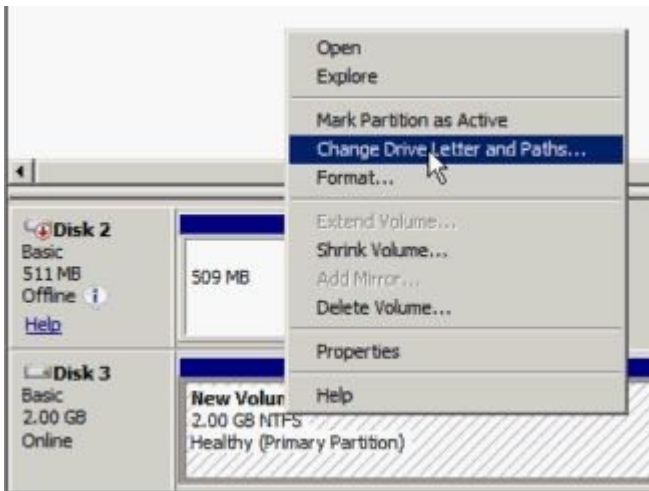 Open
Explore
Mark Partition as Active
Change Drive Letter and Paths...
Format...
Extend Volume...
Shrink Volume...
Add Mirror...
Delete Volume...
Properties
Help
Disk 2
Basic
511 MB
Offline
Help
509 MB
Disk 3
Basic
2.00 GB
Online
New Volum
2.00 GB NTFS
Healthy (Primary Partition)